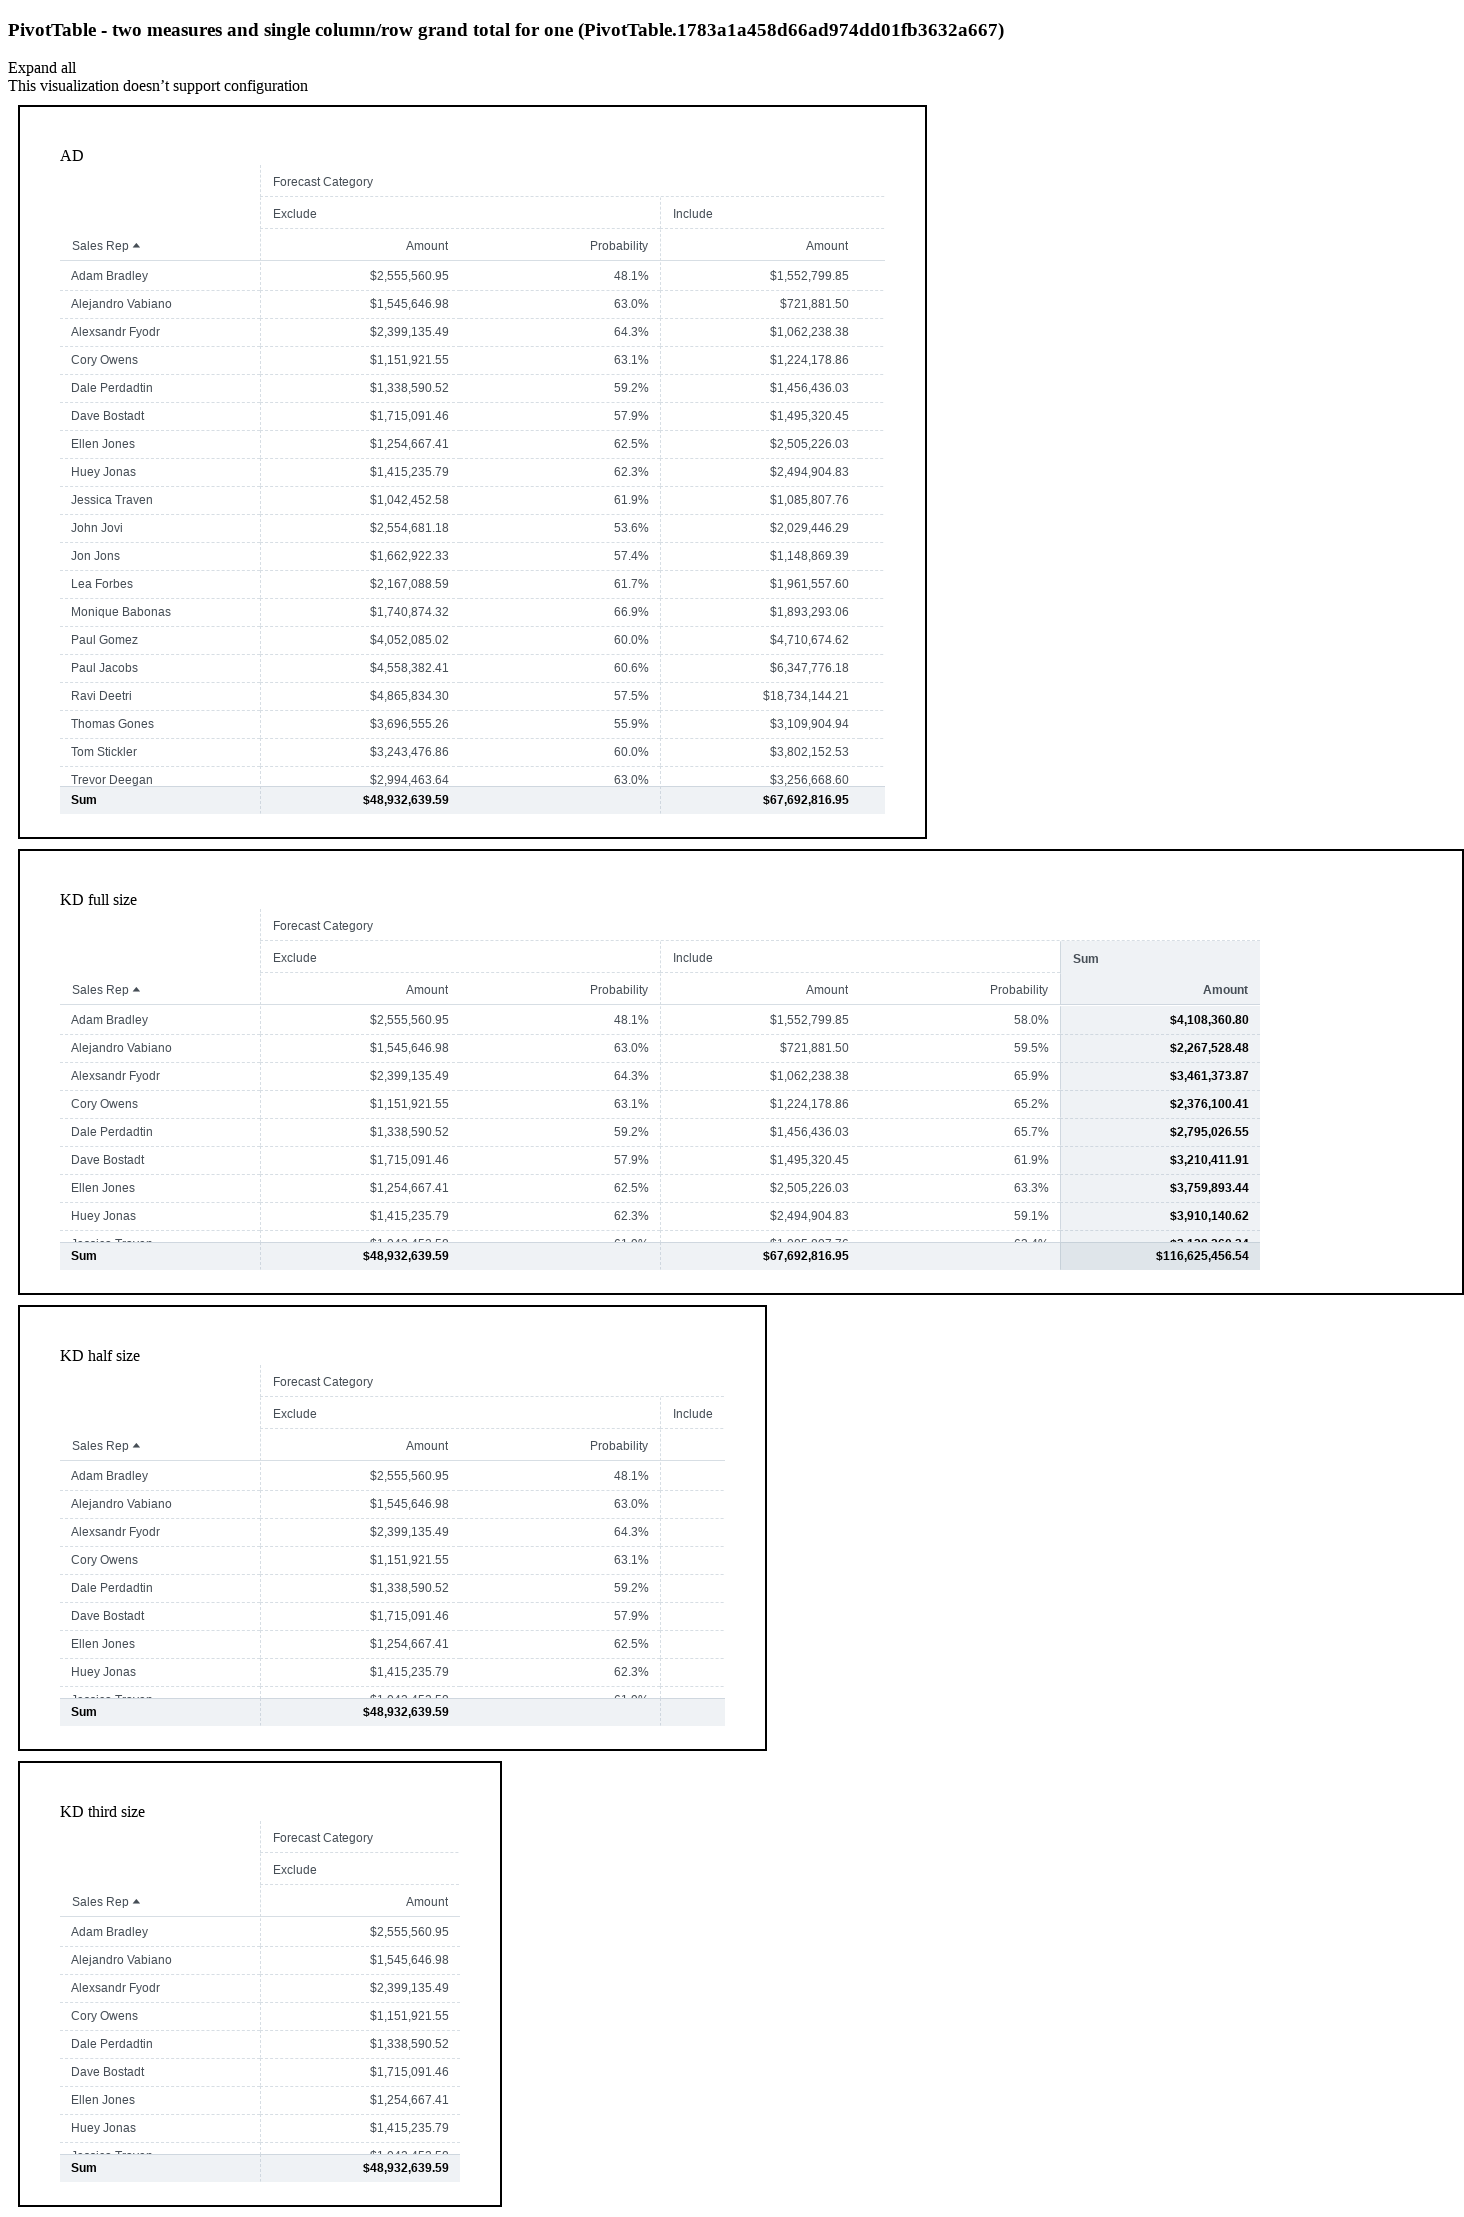 PivotTable - two measures and single column/row grand total for one (PivotTable.1783a1a458d66ad974dd01fb3632a667)
Expand all
This visualization doesn’t support configuration
AD
Forecast Category
Exclude Include
Sales Rep Amount Probability Amount
Adam Bradley $2,555,560.95 48.1% $1,552,799.85
Alejandro Vabiano $1,545,646.98 63.0% $721,881.50
Alexsandr Fyodr $2,399,135.49 64.3% $1,062,238.38
Cory Owens $1,151,921.55 63.1% $1,224,178.86
Dale Perdadtin $1,338,590.52 59.2% $1,456,436.03
Dave Bostadt $1,715,091.46 57.9% $1,495,320.45
Ellen Jones $1,254,667.41 62.5% $2,505,226.03
Huey Jonas $1,415,235.79 62.3% $2,494,904.83
Jessica Traven $1,042,452.58 61.9% $1,085,807.76
John Jovi $2,554,681.18 53.6% $2,029,446.29
Jon Jons $1,662,922.33 57.4% $1,148,869.39
Lea Forbes $2,167,088.59 61.7% $1,961,557.60
Monique Babonas $1,740,874.32 66.9% $1,893,293.06
Paul Gomez $4,052,085.02 60.0% $4,710,674.62
Paul Jacobs $4,558,382.41 60.6% $6,347,776.18
Ravi Deetri $4,865,834.30 57.5% $18,734,144.21
Thomas Gones $3,696,555.26 55.9% $3,109,904.94
Tom Stickler $3,243,476.86 60.0% $3,802,152.53
Trevor Deegan $2,994,463.64 63.0% $3,256,668.60
Sum $48,932,639.59 $67,692,816.95
KD full size
Forecast Category
Exclude Include Sum
Sales Rep Amount Probability Amount Probability Amount
Adam Bradley $2,555,560.95 48.1% $1,552,799.85 58.0% $4,108,360.80
Alejandro Vabiano $1,545,646.98 63.0% $721,881.50 59.5% $2,267,528.48
Alexsandr Fyodr $2,399,135.49 64.3% $1,062,238.38 65.9% $3,461,373.87
Cory Owens $1,151,921.55 63.1% $1,224,178.86 65.2% $2,376,100.41
Dale Perdadtin $1,338,590.52 59.2% $1,456,436.03 65.7% $2,795,026.55
Dave Bostadt $1,715,091.46 57.9% $1,495,320.45 61.9% $3,210,411.91
Ellen Jones $1,254,667.41 62.5% $2,505,226.03 63.3% $3,759,893.44
Huey Jonas $1,415,235.79 62.3% $2,494,904.83 59.1% $3,910,140.62
Sum $48,932,639.59 $67,692,816.95 $116,625,456.54
KD half size
Forecast Category
Exclude Include
Sales Rep Amount Probability
Adam Bradley $2,555,560.95 48.1%
Alejandro Vabiano $1,545,646.98 63.0%
Alexsandr Fyodr $2,399,135.49 64.3%
Cory Owens $1,151,921.55 63.1%
Dale Perdadtin $1,338,590.52 59.2%
Dave Bostadt $1,715,091.46 57.9%
Ellen Jones $1,254,667.41 62.5%
Huey Jonas $1,415,235.79 62.3%
Sum $48,932,639.59
KD third size
Forecast Category
Exclude
Sales Rep Amount
Adam Bradley $2,555,560.95
Alejandro Vabiano $1,545,646.98
Alexsandr Fyodr $2,399,135.49
Cory Owens $1,151,921.55
Dale Perdadtin $1,338,590.52
Dave Bostadt $1,715,091.46
Ellen Jones $1,254,667.41
Huey Jonas $1,415,235.79
Sum $48,932,639.59